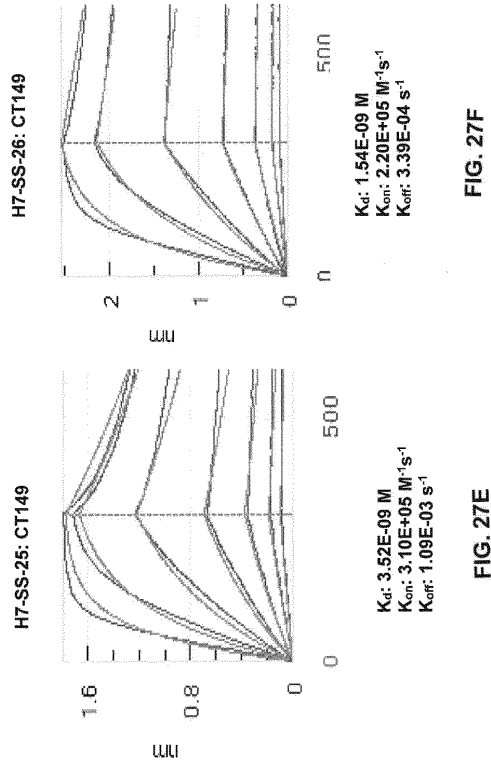 H7-SS-25: CT149
nm
1.6
0.8
0
0
500
Kd: 3.52E-09 M
Kon: 3.10E+05 M⁻¹s⁻¹
Koff: 1.09E-03 s⁻¹
FIG. 27E
H7-SS-26: CT149
nm
2
1
0
0
500
Kd: 1.54E-09 M
Kon: 2.20E+05 M⁻¹s⁻¹
Koff: 3.39E-04 s⁻¹
FIG. 27F